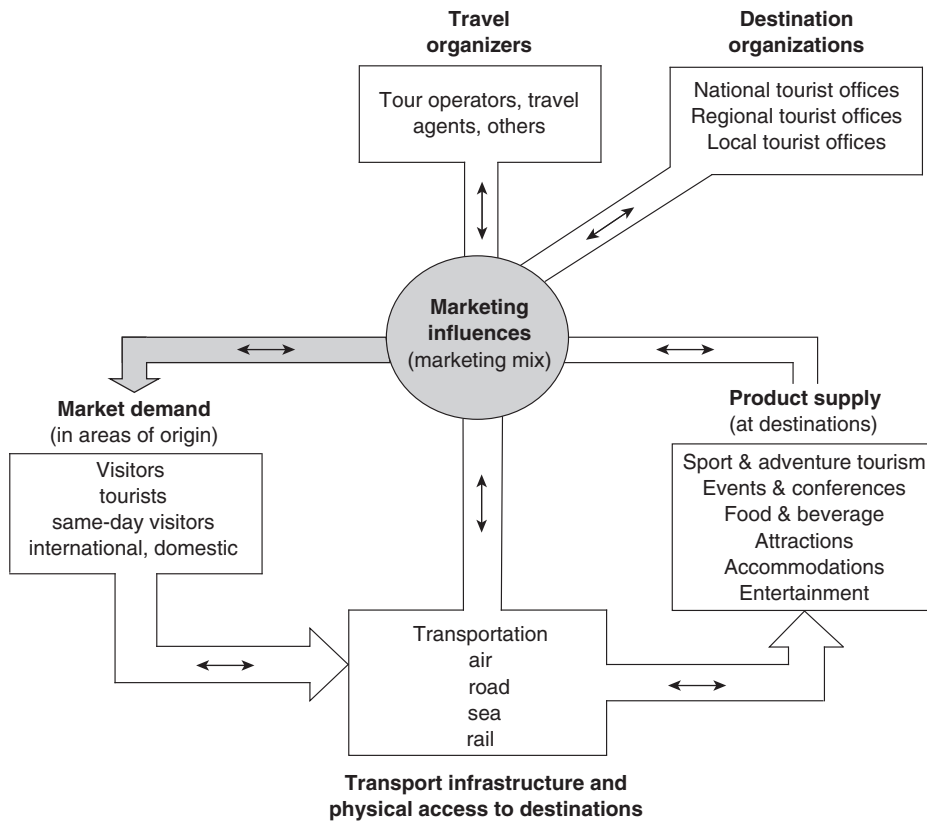 Travel
organizers
Tour operators, travel
agents, others
Destination
organizations
National tourist offices
Regional tourist offices
Local tourist offices
Marketing
influences
(marketing mix)
Market demand
(in areas of origin)
Visitors
tourists
same-day visitors
international, domestic
Product supply
(at destinations)
Sport & adventure tourism
Events & conferences
Food & beverage
Attractions
Accommodations
Entertainment
Transportation
air
road
sea
rail
Transport infrastructure and
physical access to destinations